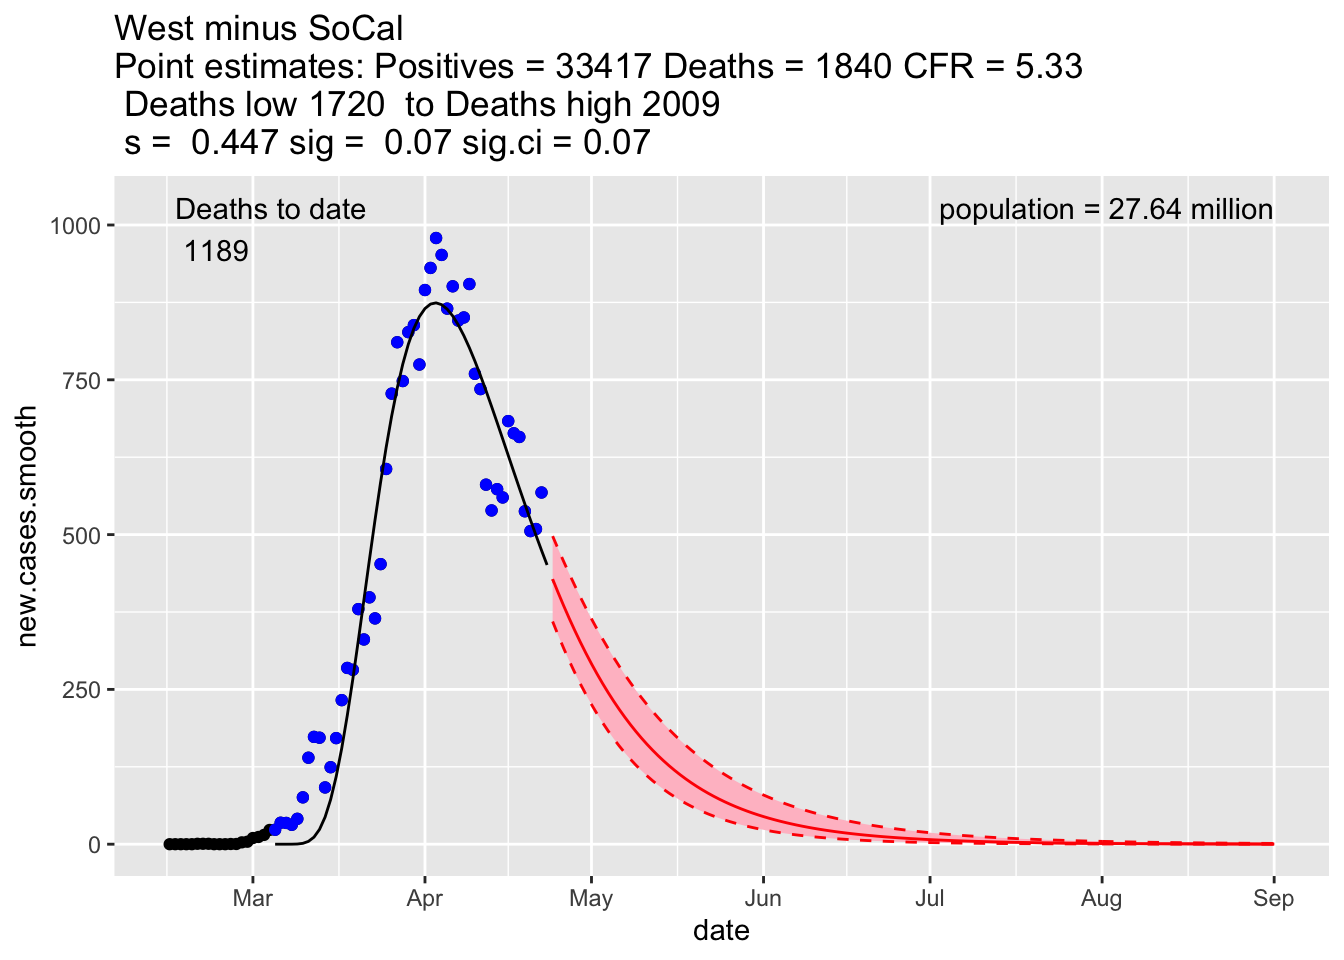 West minus SoCal
Point estimates: Positives = 33417 Deaths = 1840 CFR = 5.33
Deaths low 1720  to Deaths high 2009
s =  0.447 sig =  0.07 sig.ci = 0.07
Deaths to date
1189
population = 27.64 million
1000
750
500
250
0
new.cases.smooth
Mar Apr May Jun Jul Aug Sep
date